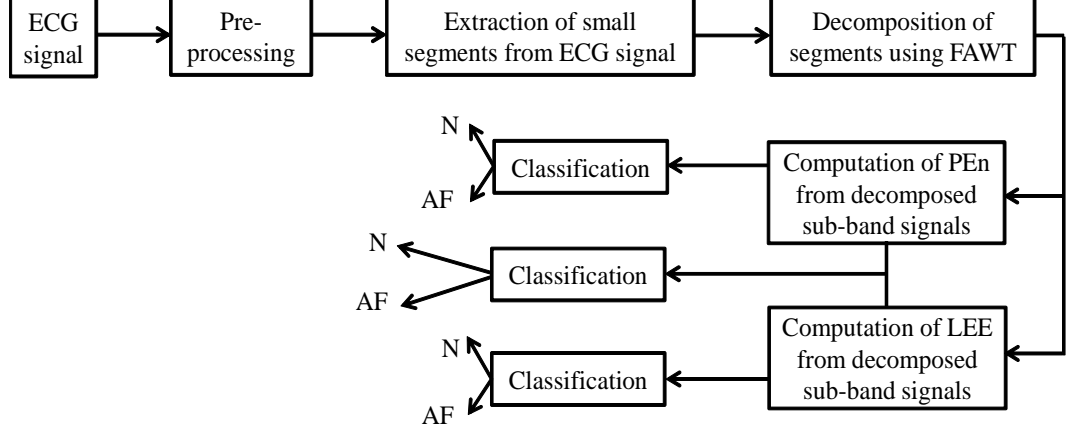 ECG
signal
Pre-
processing
Extraction of small
segments from ECG signal
Decomposition of
segments using FAWT
N
AF
Classification
Computation of PEn
from decomposed
sub-band signals
N
AF
Classification
N
AF
Classification
Computation of LEE
from decomposed
sub-band signals